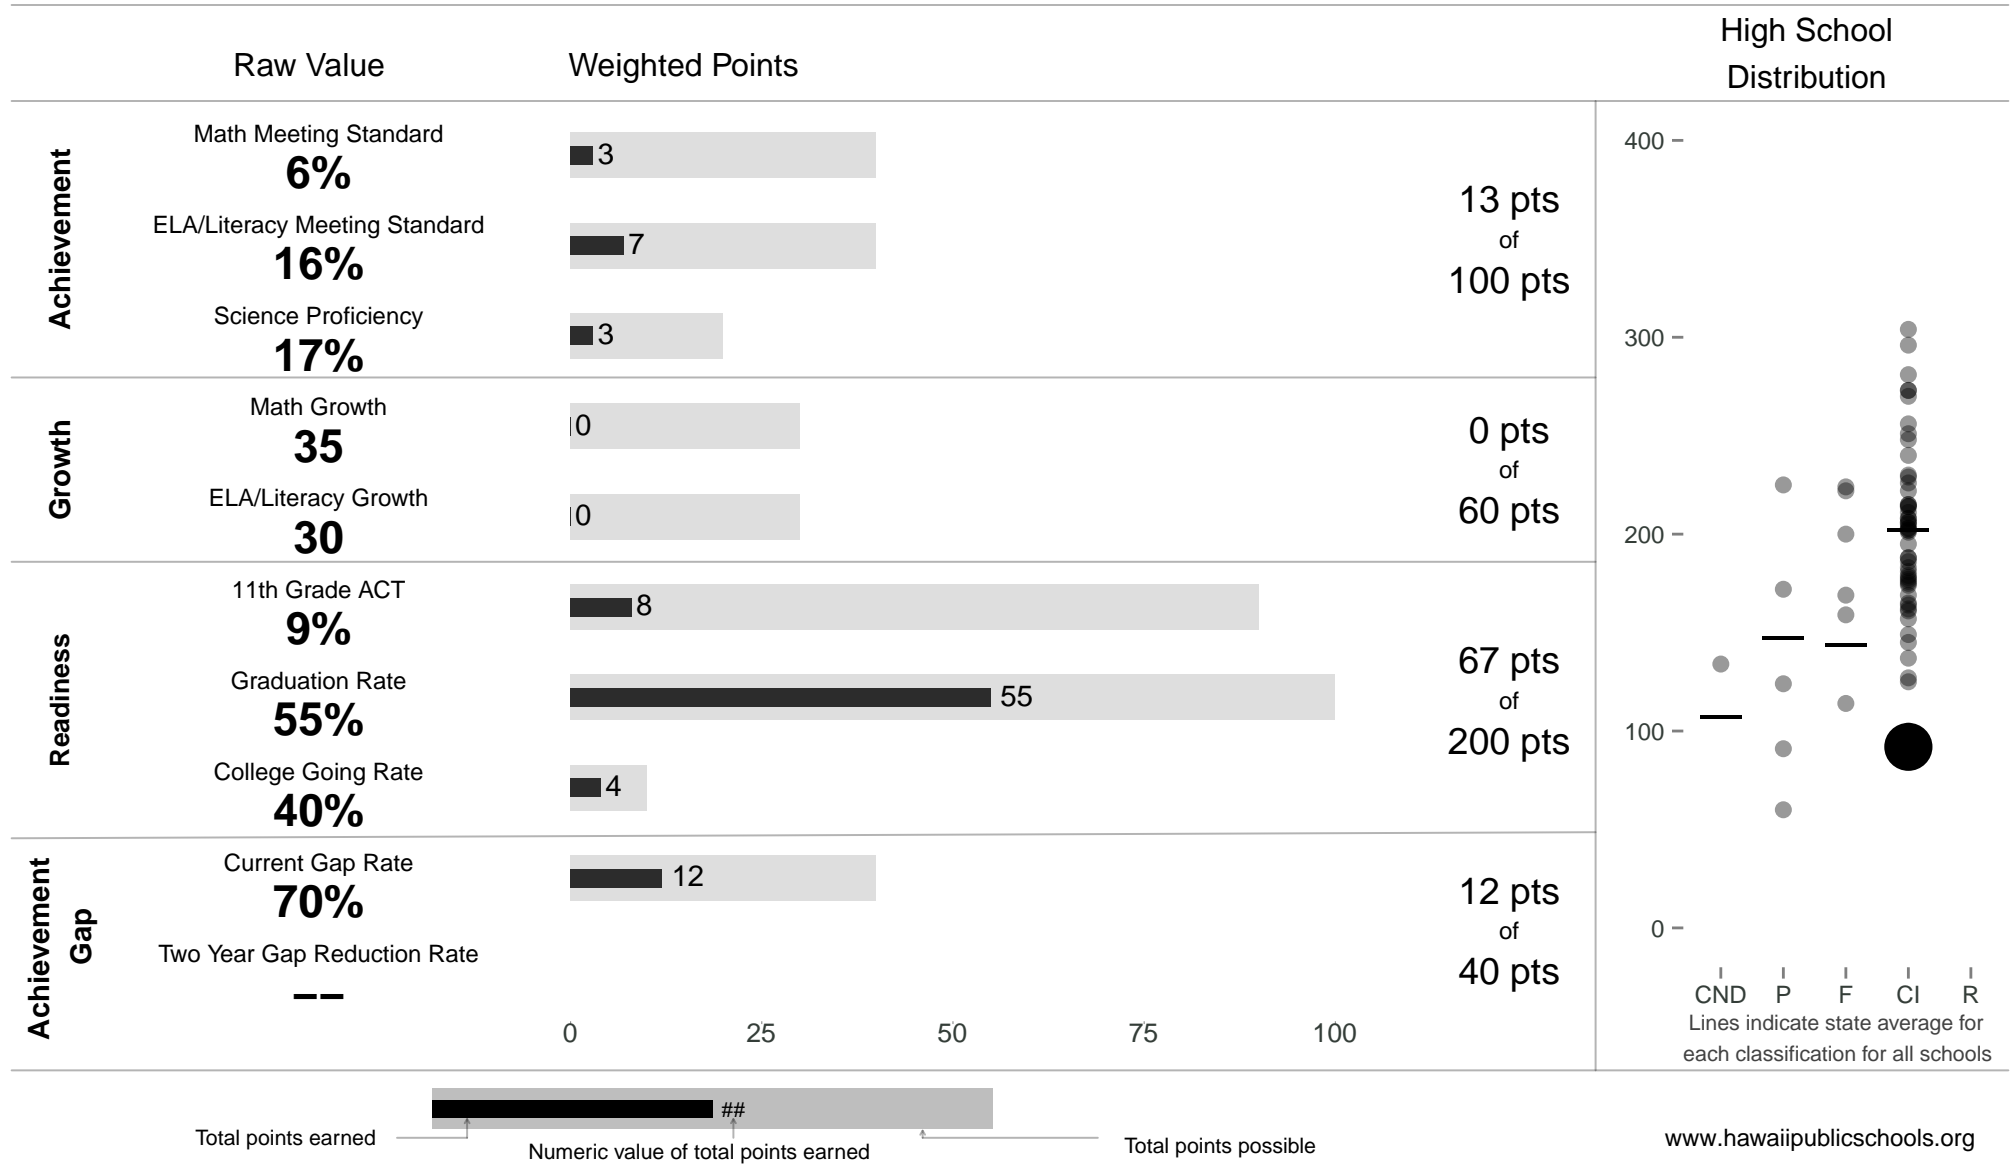 Raw Value
Weighted Points
High School
Distribution
Achievement
Math Meeting Standard
6%
3
ELA/Literacy Meeting Standard
16%
7
Science Proficiency
17%
3
13 pts
of
100 pts
Growth
Math Growth
35
0
ELA/Literacy Growth
30
0
0 pts
of
60 pts
Readiness
11th Grade ACT
9%
8
Graduation Rate
55%
55
College Going Rate
40%
4
67 pts
of
200 pts
Achievement
Gap
Current Gap Rate
70%
12
Two Year Gap Reduction Rate
--
12 pts
of
40 pts
0 25 50 75 100
400
300
200
100
0
CND P F CI R
Lines indicate state average for
each classification for all schools
##
Total points earned
Numeric value of total points earned
Total points possible
www.hawaiipublicschools.org